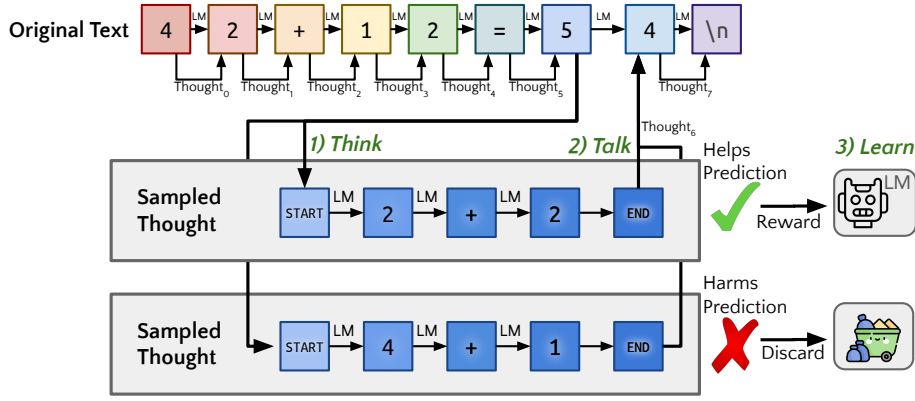 LM LM LM LM LM LM LM LM
Original Text 4 2 + 1 2 = 5 4 \n
Thought0 Thought1 Thought2 Thought3 Thought4 Thought5 Thought7
Thought6
1) Think 2) Talk Helps Prediction 3) Learn
Sampled Thought
START LM 2 LM + LM 2 END
Reward
LM
Harms Prediction
Sampled Thought
START LM 4 LM + LM 1 END
Discard